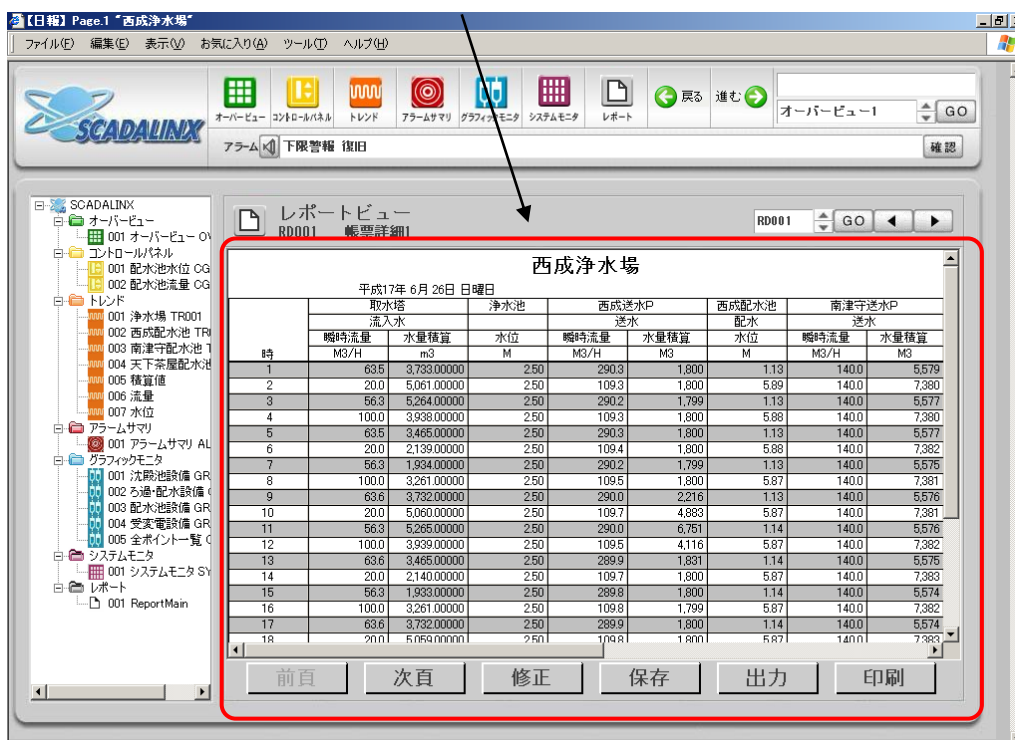 【日報】 Page.1 "西成浄水場"
ファイル(F) 編集(E) 表示(V) お気に入り(A) ツール(T) ヘルプ(H)
SCADALINX
オーバービュー コントロールパネル トレンド アラームサマリ グラフィックモニタ システムモニタ レポート 戻る 進む オーバービュー1 GO
アラーム 下限警報 復旧 確認
SCADALINX
オーバービュー
001 オーバービュー OV
コントロールパネル
001 配水池水位 CG
002 配水池流量 CG
トレンド
001 浄水場 TR001
002 西成配水池 TR
003 南津守配水池 T
004 天下茶屋配水池
005 積算値
006 流量
007 水位
アラームサマリ
001 アラームサマリ AL
グラフィックモニタ
001 沈殿池設備 GR
002 ろ過・配水設備
003 配水池設備 GR
004 受変電設備 GR
005 全ポイント一覧
システムモニタ
001 システムモニタ SY
レポート
001 ReportMain
レポートビュー
RD001 帳票詳細1 RD001 GO
西成浄水場
平成17年 6月 26日 日曜日
取水塔 浄水池 西成送水P 西成配水池 南津守送水P
流入水 送水 配水 送水
瞬時流量 水量積算 水位 瞬時流量 水量積算 水位 瞬時流量 水量積算
時 M3/H m3 M M3/H M3 M M3/H M3
1 63.5 3,733.00000 2.50 290.3 1,800 1.13 140.0 5,579
2 20.0 5,061.00000 2.50 109.3 1,800 5.89 140.0 7,380
3 56.3 5,264.00000 2.50 290.2 1,799 1.13 140.0 5,577
4 100.0 3,938.00000 2.50 109.3 1,800 5.88 140.0 7,380
5 63.5 3,465.00000 2.50 290.3 1,800 1.13 140.0 5,577
6 20.0 2,139.00000 2.50 109.4 1,800 5.88 140.0 7,382
7 56.3 1,934.00000 2.50 290.2 1,799 1.13 140.0 5,575
8 100.0 3,261.00000 2.50 109.5 1,800 5.87 140.0 7,381
9 63.6 3,732.00000 2.50 290.0 2,216 1.13 140.0 5,576
10 20.0 5,060.00000 2.50 109.7 4,883 5.87 140.0 7,381
11 56.3 5,265.00000 2.50 290.0 6,751 1.14 140.0 5,576
12 100.0 3,939.00000 2.50 109.5 4,116 5.87 140.0 7,382
13 63.6 3,465.00000 2.50 289.9 1,831 1.14 140.0 5,575
14 20.0 2,140.00000 2.50 109.7 1,800 5.87 140.0 7,383
15 56.3 1,933.00000 2.50 289.8 1,800 1.14 140.0 5,574
16 100.0 3,261.00000 2.50 109.8 1,799 5.87 140.0 7,382
17 63.6 3,732.00000 2.50 289.9 1,800 1.14 140.0 5,574
18 20.0 5,059.00000 2.50 109.8 1,800 5.87 140.0 7,383
前頁 次頁 修正 保存 出力 印刷